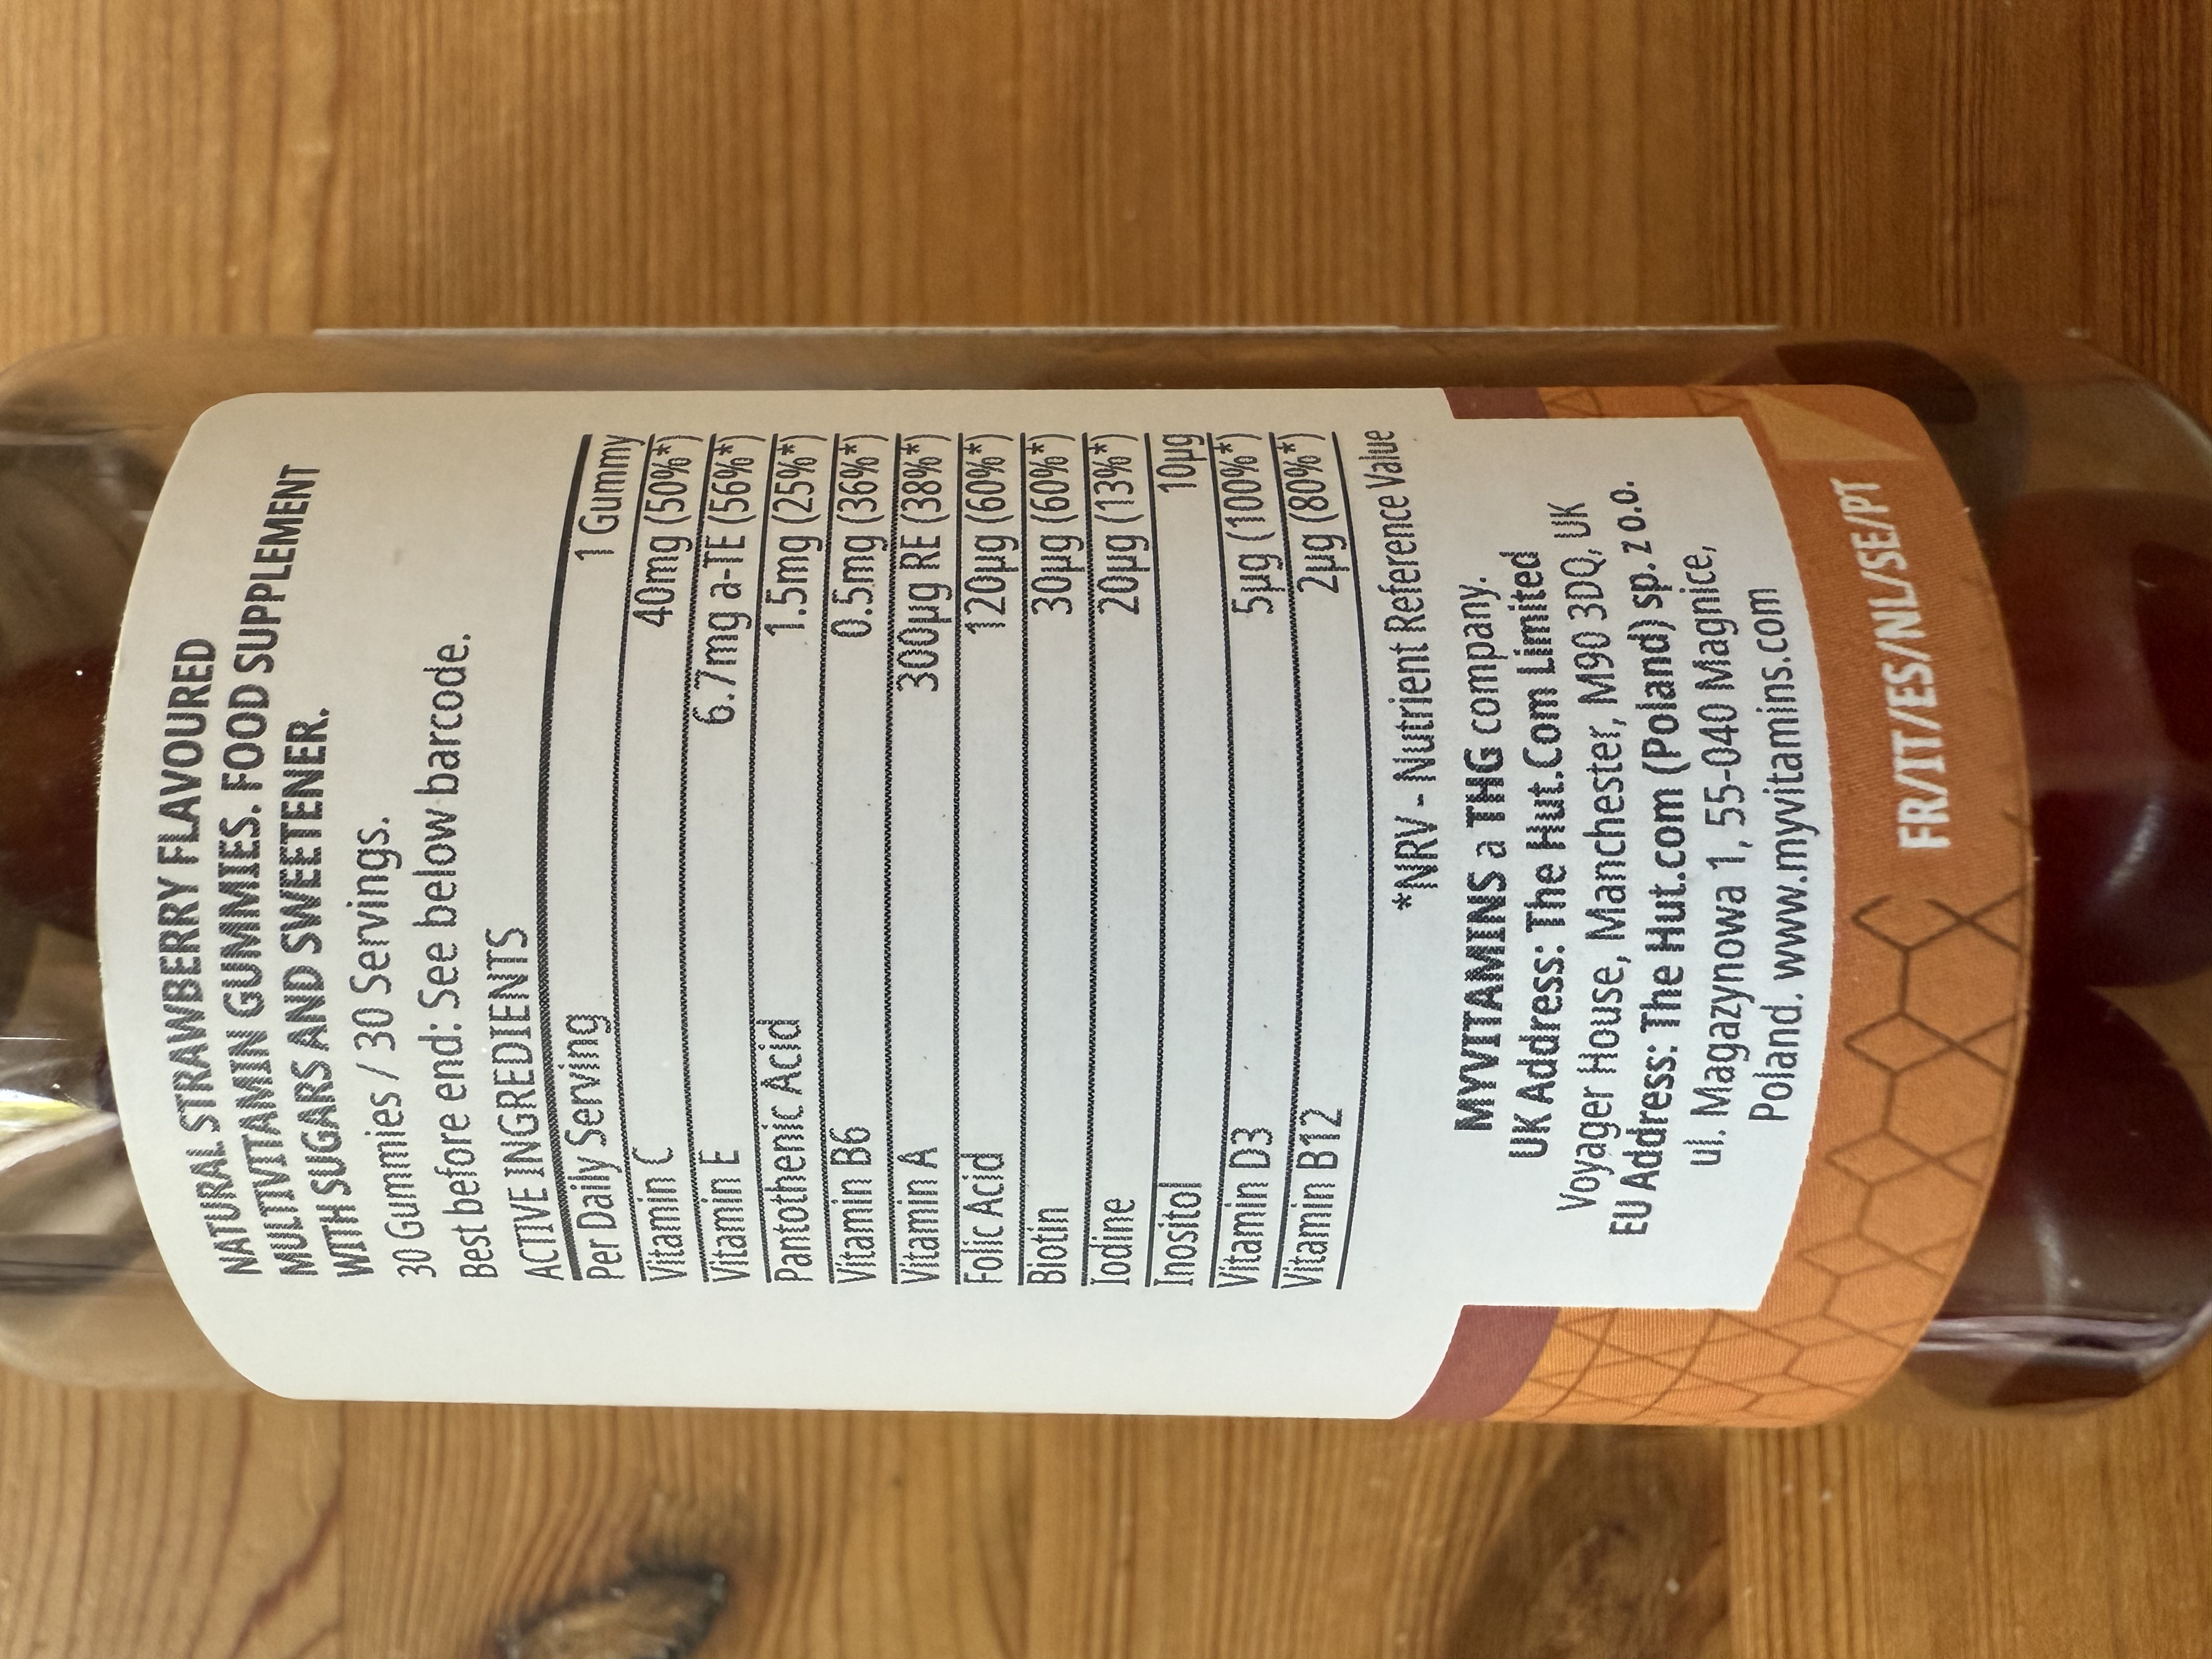 NATURAL STRAWBERRY FLAVOURED
MULTIVITAMIN GUMMIES. FOOD SUPPLEMENT
WITH SUGARS AND SWEETENER.
30 Gummies / 30 Servings.
Best before end: See below barcode.
ACTIVE INGREDIENTS
Per Daily Serving 1 Gummy
Vitamin C 40mg (50%*)
Vitamin E 6.7mg a-TE (56%*)
Pantothenic Acid 1.5mg (25%*)
Vitamin B6 0.5mg (36%*)
Vitamin A 300µg RE (38%*)
Folic Acid 120µg (60%*)
Biotin 30µg (60%*)
Iodine 20µg (13%*)
Inositol 10µg
Vitamin D3 5µg (100%*)
Vitamin B12 2µg (80%*)
*NRV - Nutrient Reference Value
MYVITAMINS a THG company.
UK Address: The Hut.Com Limited
Voyager House, Manchester, M90 3DQ, UK
EU Address: The Hut.com (Poland) sp. z o.o.
ul. Magazynowa 1, 55-040 Magnice,
Poland. www.myvitamins.com
FR/IT/ES/NL/SE/PT